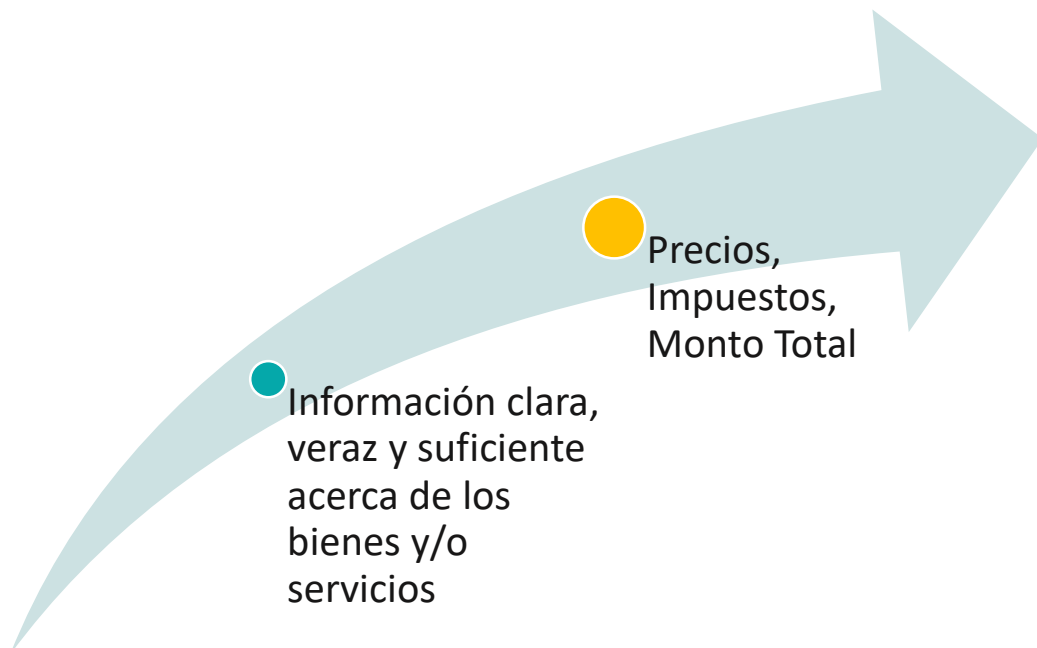 Precios,
Impuestos,
Monto Total
Información clara,
veraz y suficiente
acerca de los
bienes y/o
servicios